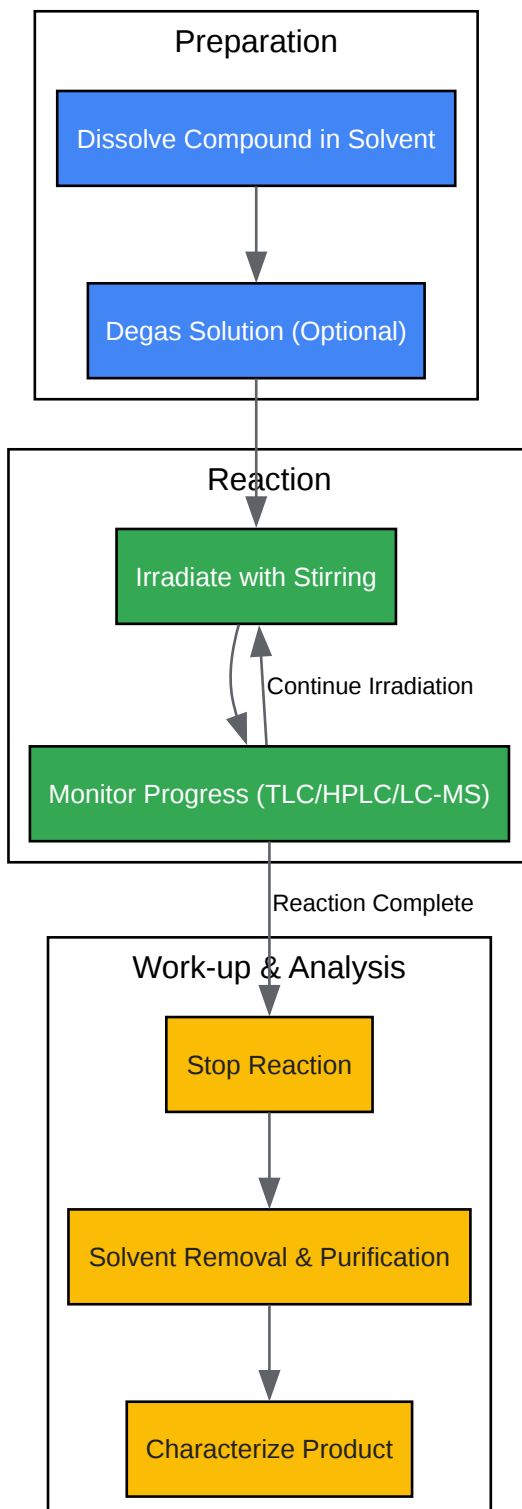 Preparation
Dissolve Compound in Solvent
Degas Solution (Optional)
Reaction
Irradiate with Stirring
Continue Irradiation
Monitor Progress (TLC/HPLC/LC-MS)
Reaction Complete
Work-up & Analysis
Stop Reaction
Solvent Removal & Purification
Characterize Product